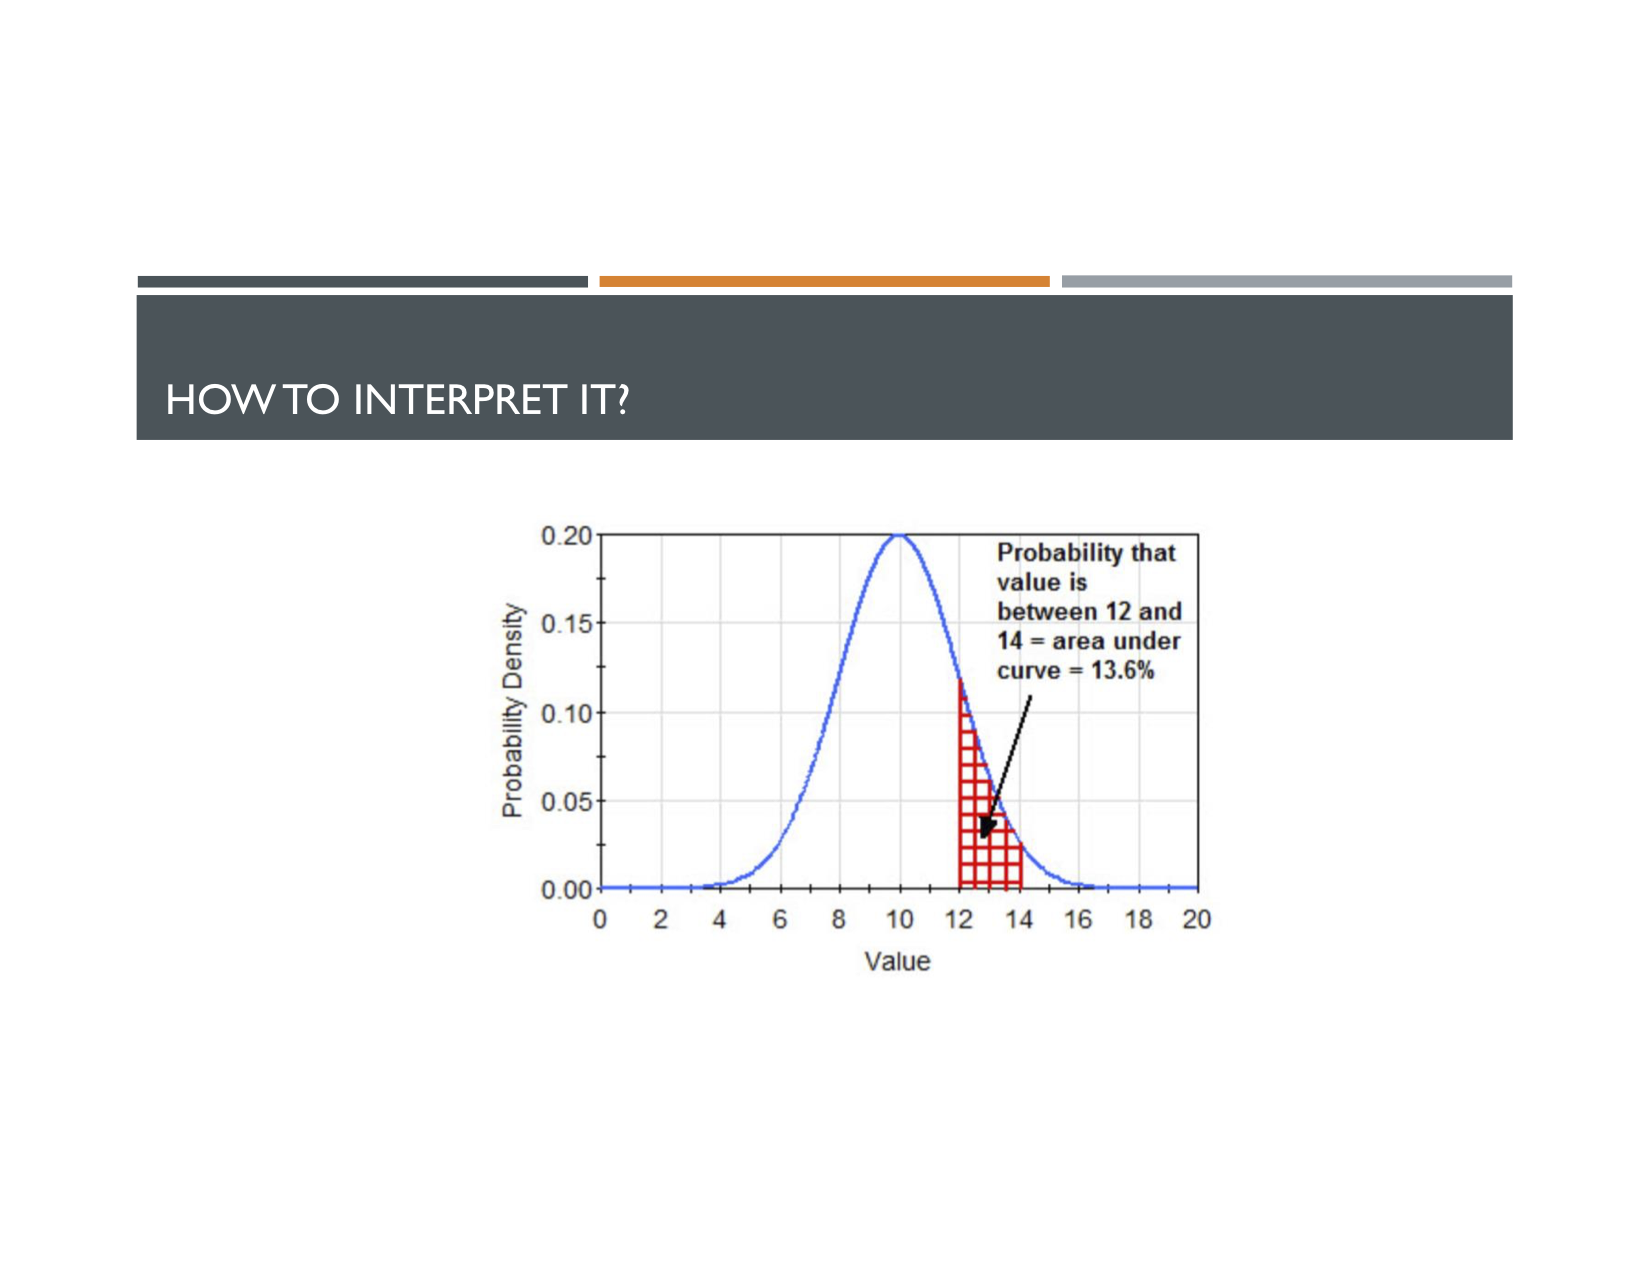 HOW TO INTERPRET IT?
0.20
Probability that
value is
between 12 and
14 = area under
curve = 13.6%
0.15
0.10
0.05
0.00
Probability Density
0 2 4 6 8 10 12 14 16 18 20
Value